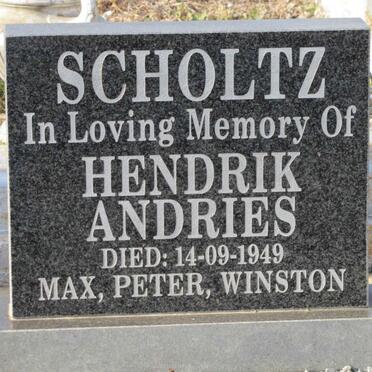 SCHOLTZ
In Loving Memory Of
HENDRIK
ANDRIES
DIED: 14-09-1949
MAX, PETER, WINSTON